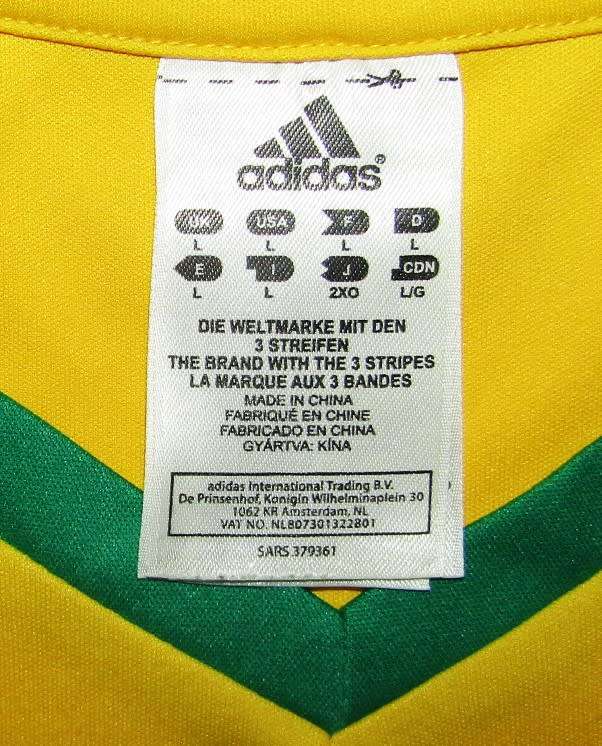 adidas®
UK USA F D
L L L L
E I J CDN
L L 2XO L/G
DIE WELTMARKE MIT DEN
3 STREIFEN
THE BRAND WITH THE 3 STRIPES
LA MARQUE AUX 3 BANDES
MADE IN CHINA
FABRIQUÉ EN CHINE
FABRICADO EN CHINA
GYÁRTVA: KÍNA
adidas International Trading B.V.
De Prinsenhof, Konigin Wilhelminaplein 30
1062 KR Amsterdam, NL
VAT NO. NL807301322801
SARS 379361